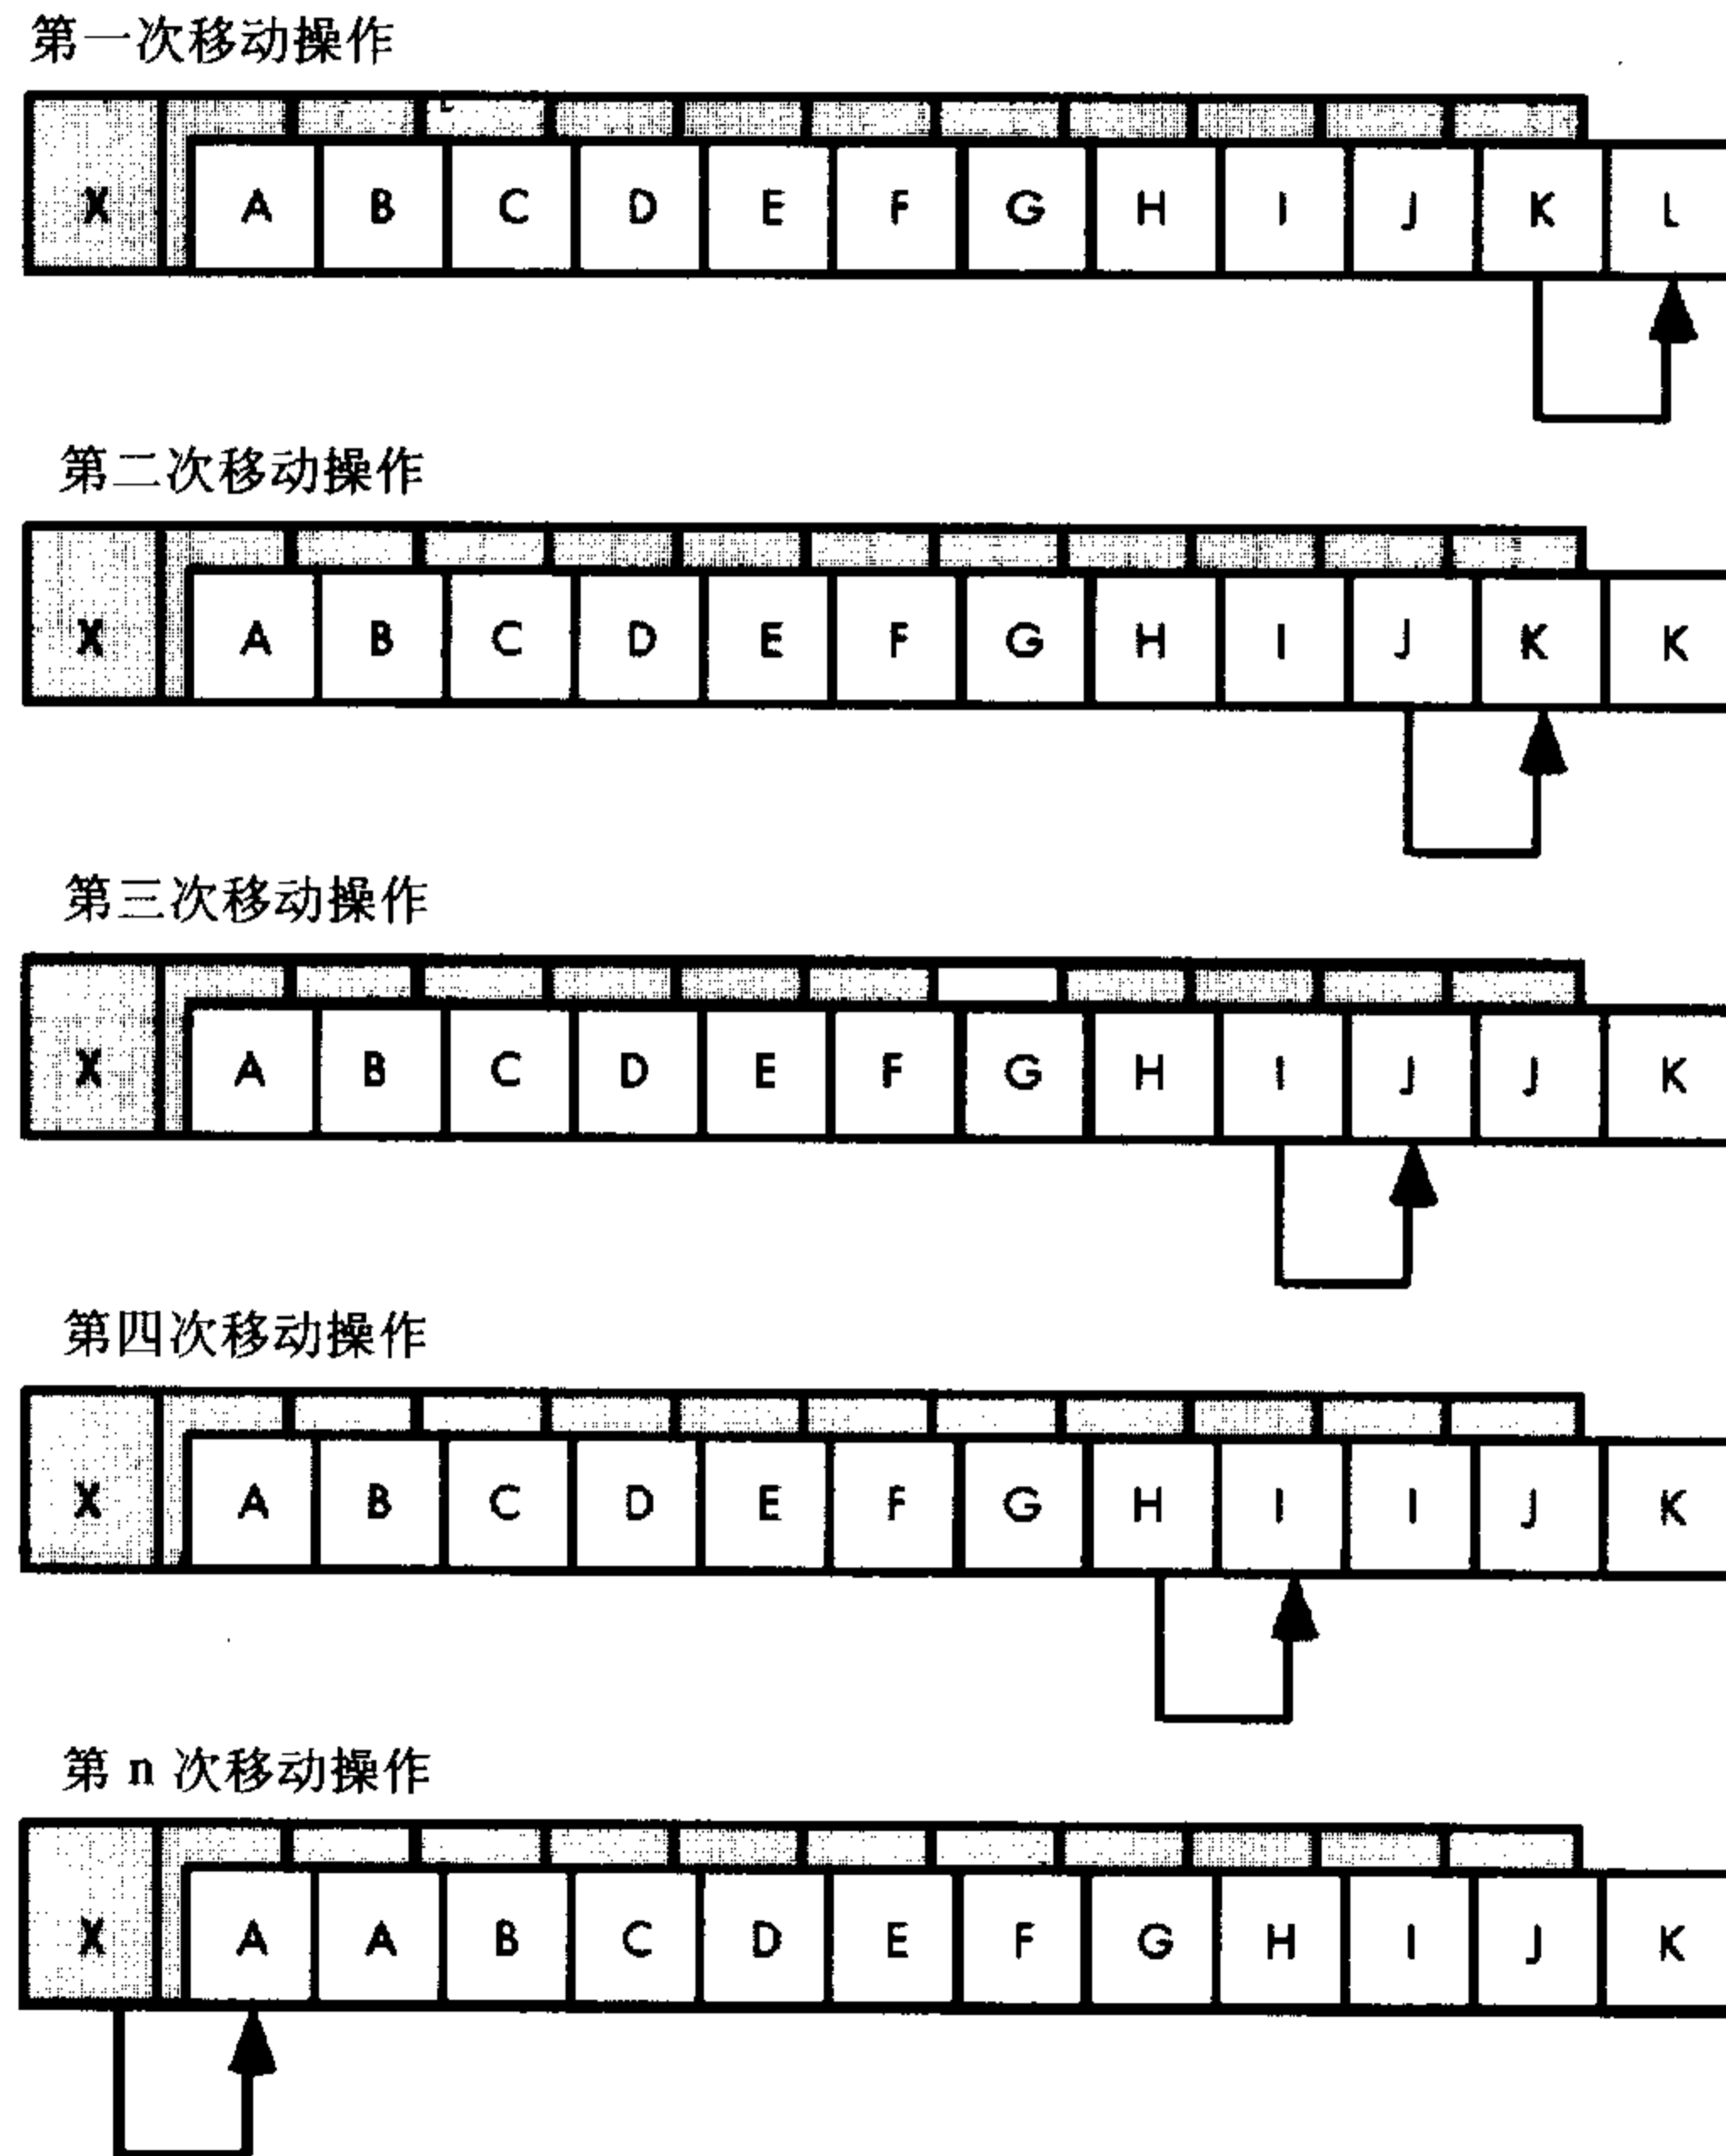 第一次移动操作
X A B C D E F G H I J K L
第二次移动操作
X A B C D E F G H I J K K
第三次移动操作
X A B C D E F G H I J J K
第四次移动操作
X A B C D E F G H I I J K
第 n 次移动操作
X A A B C D E F G H I J K